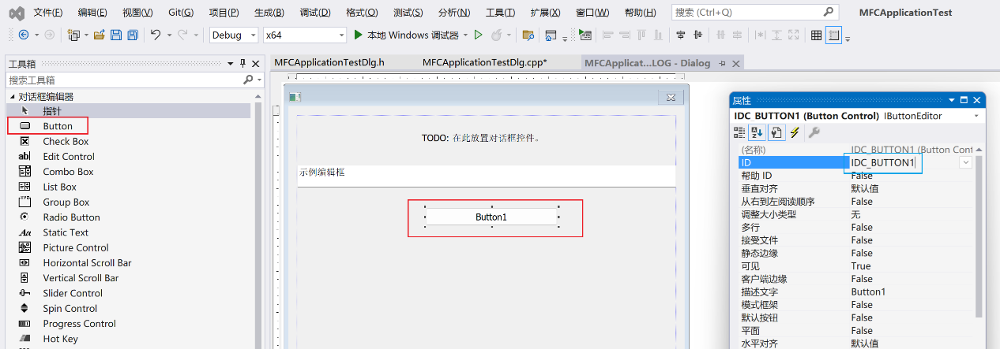 文件(F) 编辑(E) 视图(V) Git(G) 项目(P) 生成(B) 调试(D) 格式(O) 测试(S) 分析(N) 工具(T) 扩展(X) 窗口(W) 帮助(H) 搜索 (Ctrl+Q) MFCApplicationTest
Debug x64 本地 Windows 调试器
工具箱
搜索工具箱
对话框编辑器
指针
Button
Check Box
Edit Control
Combo Box
List Box
Group Box
Radio Button
Static Text
Picture Control
Horizontal Scroll Bar
Vertical Scroll Bar
Slider Control
Spin Control
Progress Control
Hot Key
MFCApplicationTestDlg.h MFCApplicationTestDlg.cpp* MFCApplicat...LOG - Dialog
TODO: 在此放置对话框控件。
示例编辑框
Button1
属性
IDC_BUTTON1 (Button Control) IButtonEditor
(名称) IDC_BUTTON1 (Button Cont
ID IDC_BUTTON1
帮助 ID False
垂直对齐 默认值
从右到左阅读顺序 False
调整大小类型 无
多行 False
接受文件 False
静态边缘 False
可见 True
客户端边缘 False
描述文字 Button1
模式框架 False
默认按钮 False
平面 False
水平对齐 默认值